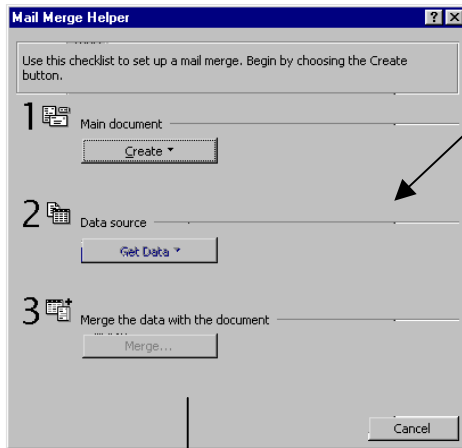 Mail Merge Helper
Use this checklist to set up a mail merge. Begin by choosing the Create
button.
1 Main document
Create
2 Data source
Get Data
3 Merge the data with the document
Merge...
Cancel